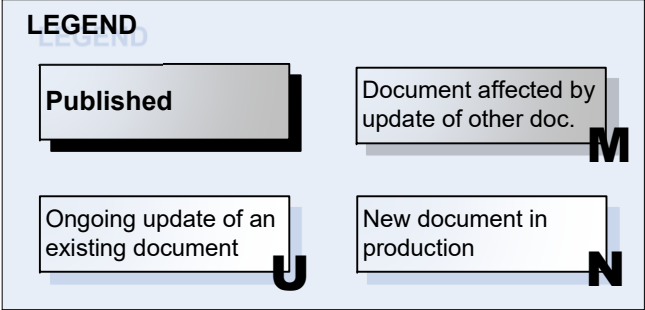 LEGEND
Published
Document affected by
update of other doc.
M
Ongoing update of an
existing document
U
New document in
production
N